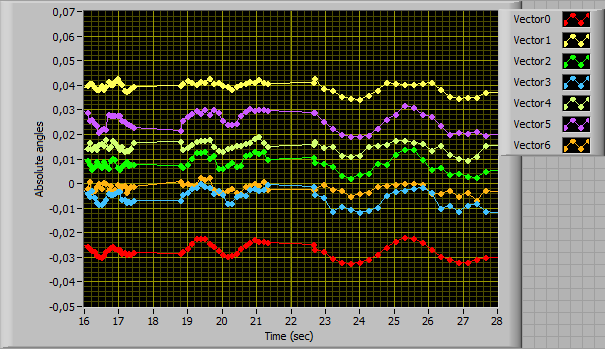 0,07
0,06
0,05
0,04
0,03
0,02
0,01
0
-0,01
-0,02
-0,03
-0,04
-0,05
Absolute angles
16 17 18 19 20 21 22 23 24 25 26 27 28
Time (sec)
Vector0
Vector1
Vector2
Vector3
Vector4
Vector5
Vector6